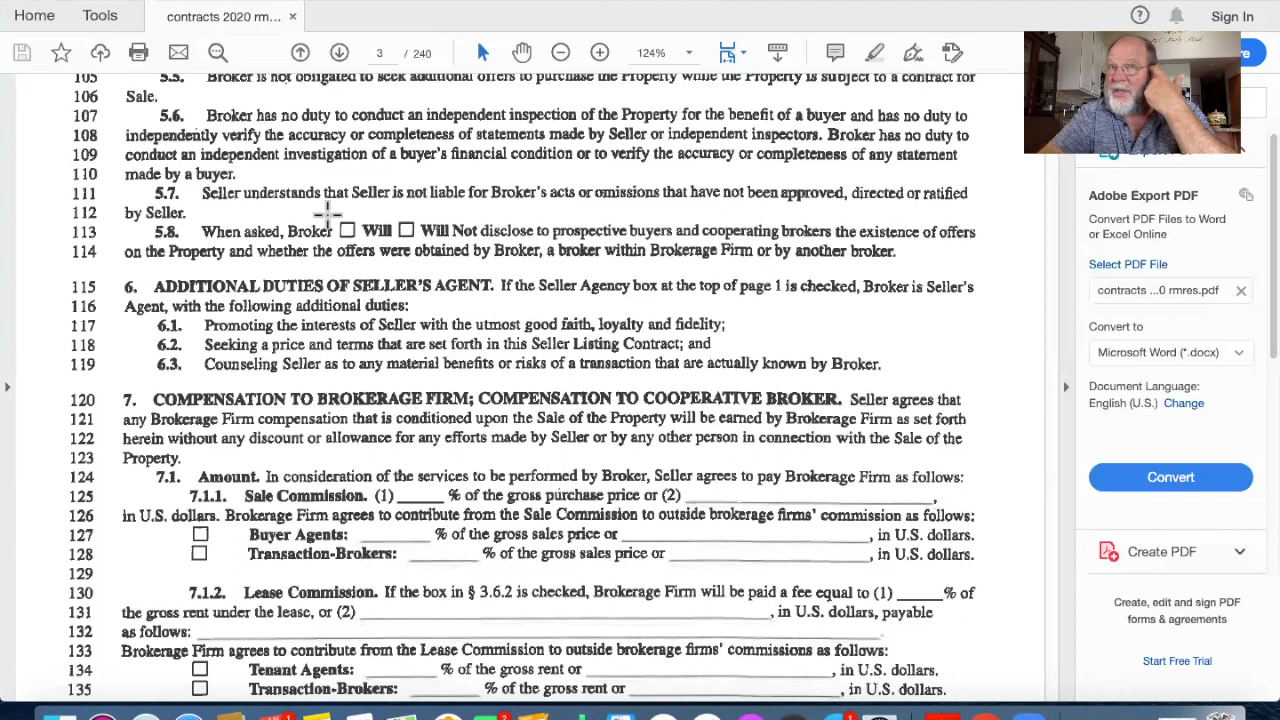 Home Tools contracts 2020 rm... × Sign In
3 / 240 124%
105 5.5. Broker is not obligated to seek additional offers to purchase the Property while the Property is subject to a contract for
106 Sale.
107 5.6. Broker has no duty to conduct an independent inspection of the Property for the benefit of a buyer and has no duty to
108 independently verify the accuracy or completeness of statements made by Seller or independent inspectors. Broker has no duty to
109 conduct an independent investigation of a buyer's financial condition or to verify the accuracy or completeness of any statement
110 made by a buyer.
111 5.7. Seller understands that Seller is not liable for Broker's acts or omissions that have not been approved, directed or ratified
112 by Seller.
113 5.8. When asked, Broker ☐ Will ☐ Will Not disclose to prospective buyers and cooperating brokers the existence of offers
114 on the Property and whether the offers were obtained by Broker, a broker within Brokerage Firm or by another broker.
115 6. ADDITIONAL DUTIES OF SELLER'S AGENT. If the Seller Agency box at the top of page 1 is checked, Broker is Seller's
116 Agent, with the following additional duties:
117 6.1. Promoting the interests of Seller with the utmost good faith, loyalty and fidelity;
118 6.2. Seeking a price and terms that are set forth in this Seller Listing Contract; and
119 6.3. Counseling Seller as to any material benefits or risks of a transaction that are actually known by Broker.
120 7. COMPENSATION TO BROKERAGE FIRM; COMPENSATION TO COOPERATIVE BROKER. Seller agrees that
121 any Brokerage Firm compensation that is conditioned upon the Sale of the Property will be earned by Brokerage Firm as set forth
122 herein without any discount or allowance for any efforts made by Seller or by any other person in connection with the Sale of the
123 Property.
124 7.1. Amount. In consideration of the services to be performed by Broker, Seller agrees to pay Brokerage Firm as follows:
125 7.1.1. Sale Commission. (1) _____ % of the gross purchase price or (2) _________________________,
126 in U.S. dollars. Brokerage Firm agrees to contribute from the Sale Commission to outside brokerage firms' commission as follows:
127 ☐ Buyer Agents: _______ % of the gross sales price or _________________________, in U.S. dollars.
128 ☐ Transaction-Brokers: _______ % of the gross sales price or ____________________, in U.S. dollars.
129
130 7.1.2. Lease Commission. If the box in § 3.6.2 is checked, Brokerage Firm will be paid a fee equal to (1) _____% of
131 the gross rent under the lease, or (2) ________________________________________, in U.S. dollars, payable
132 as follows: ____________________________________________________________
133 Brokerage Firm agrees to contribute from the Lease Commission to outside brokerage firms' commissions as follows:
134 ☐ Tenant Agents: _______ % of the gross rent or _________________________, in U.S. dollars,
135 ☐ Transaction-Brokers: _______ % of the gross rent or ____________________, in U.S. dollars.
Adobe Export PDF
Convert PDF Files to Word
or Excel Online
Select PDF File
contracts ...0 rmres.pdf ×
Convert to
Microsoft Word (*.docx)
Document Language:
English (U.S.) Change
Convert
Create PDF
Create, edit and sign PDF
forms & agreements
Start Free Trial